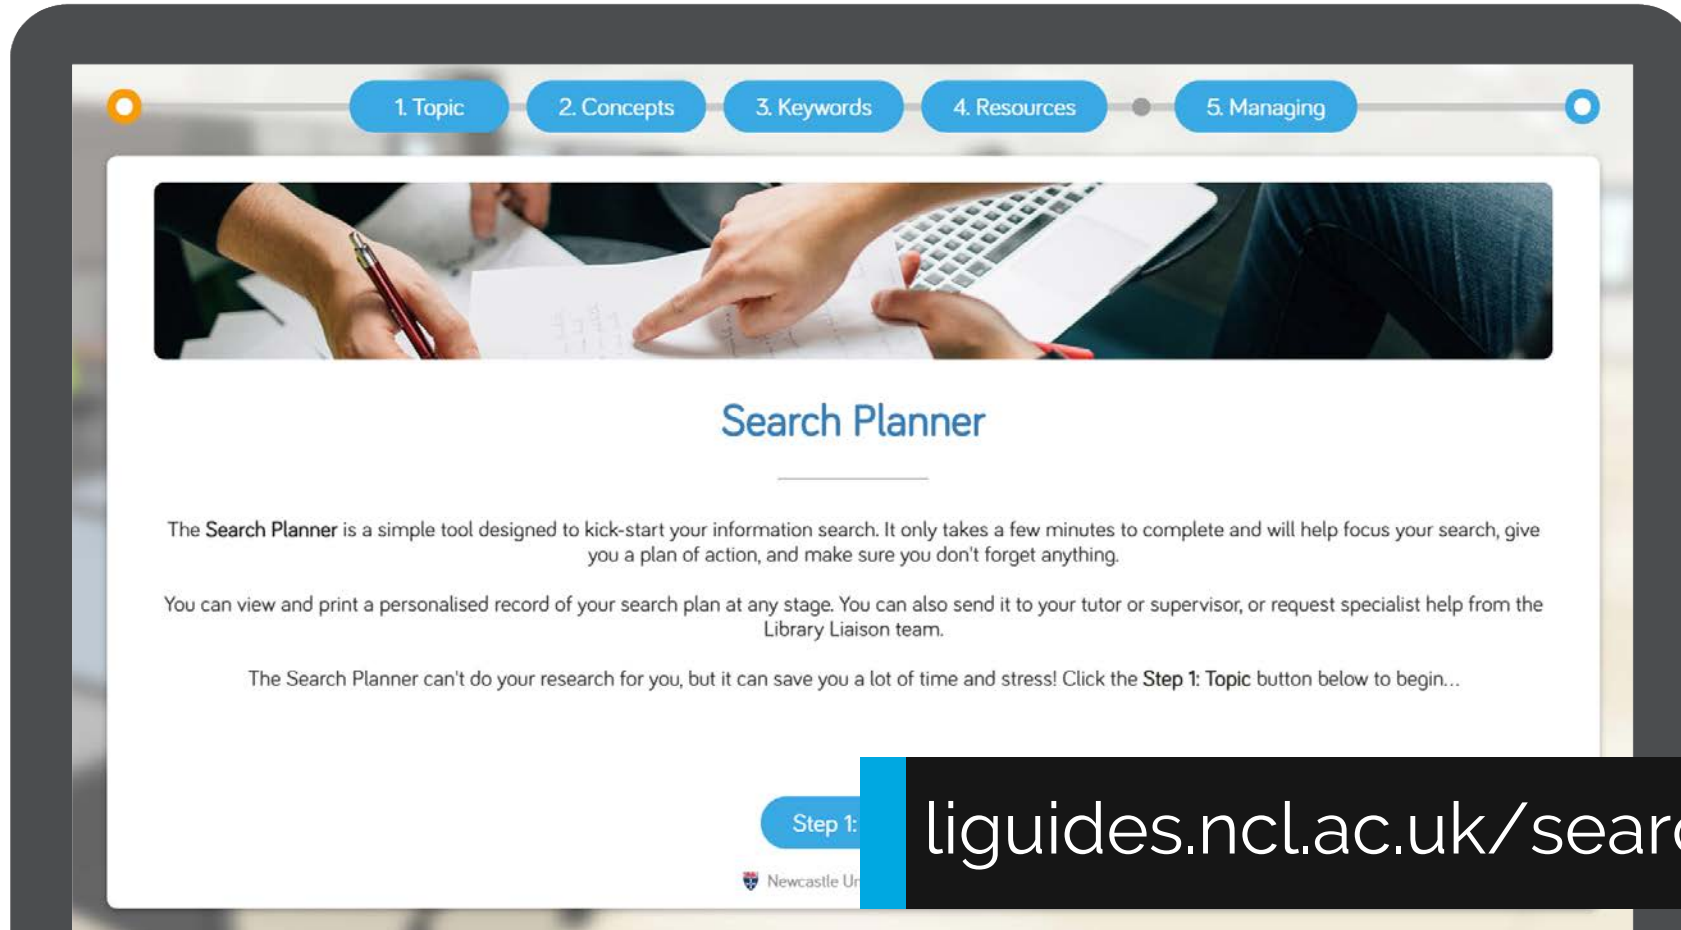 1. Topic
2. Concepts
3. Keywords
4. Resources
5. Managing
Search Planner
The Search Planner is a simple tool designed to kick-start your information search. It only takes a few minutes to complete and will help focus your search, give
you a plan of action, and make sure you don't forget anything.
You can view and print a personalised record of your search plan at any stage. You can also send it to your tutor or supervisor, or request specialist help from the
Library Liaison team.
The Search Planner can't do your research for you, but it can save you a lot of time and stress! Click the Step 1: Topic button below to begin...
Step 1:
liguides.ncl.ac.uk/sear
Newcastle